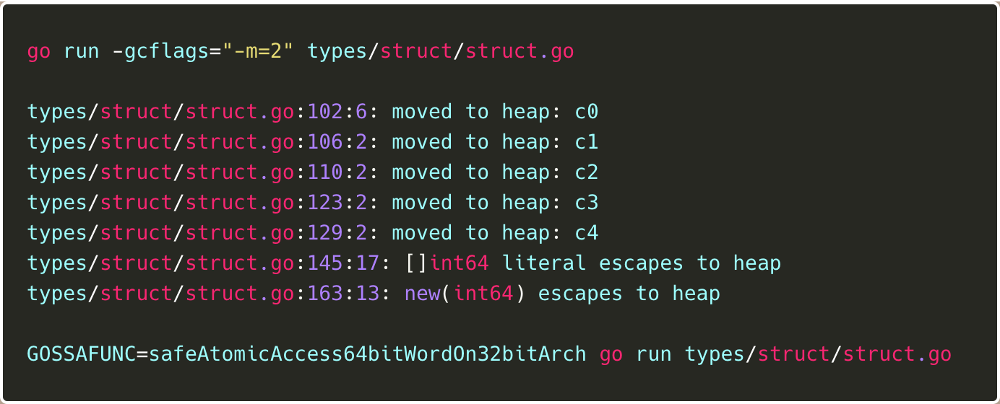 go run -gcflags="-m=2" types/struct/struct.go
types/struct/struct.go:102:6: moved to heap: c0
types/struct/struct.go:106:2: moved to heap: c1
types/struct/struct.go:110:2: moved to heap: c2
types/struct/struct.go:123:2: moved to heap: c3
types/struct/struct.go:129:2: moved to heap: c4
types/struct/struct.go:145:17: []int64 literal escapes to heap
types/struct/struct.go:163:13: new(int64) escapes to heap
GOSSAFUNC=safeAtomicAccess64bitWordOn32bitArch go run types/struct/struct.go